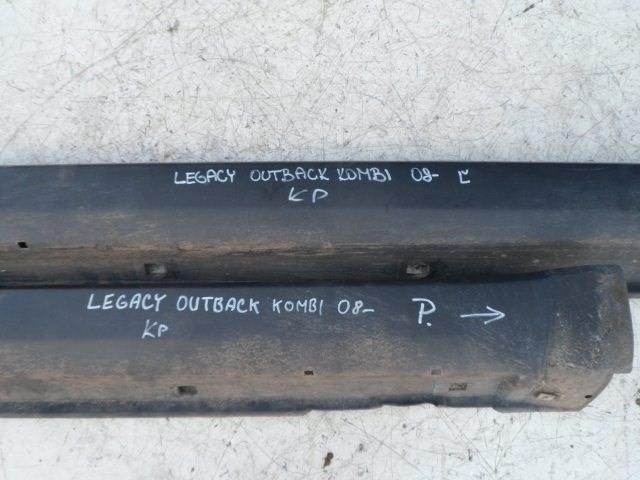 LEGACY OUTBACK KOMBI 08- Ľ
KP
LEGACY OUTBACK KOMBI 08- P. →
KP